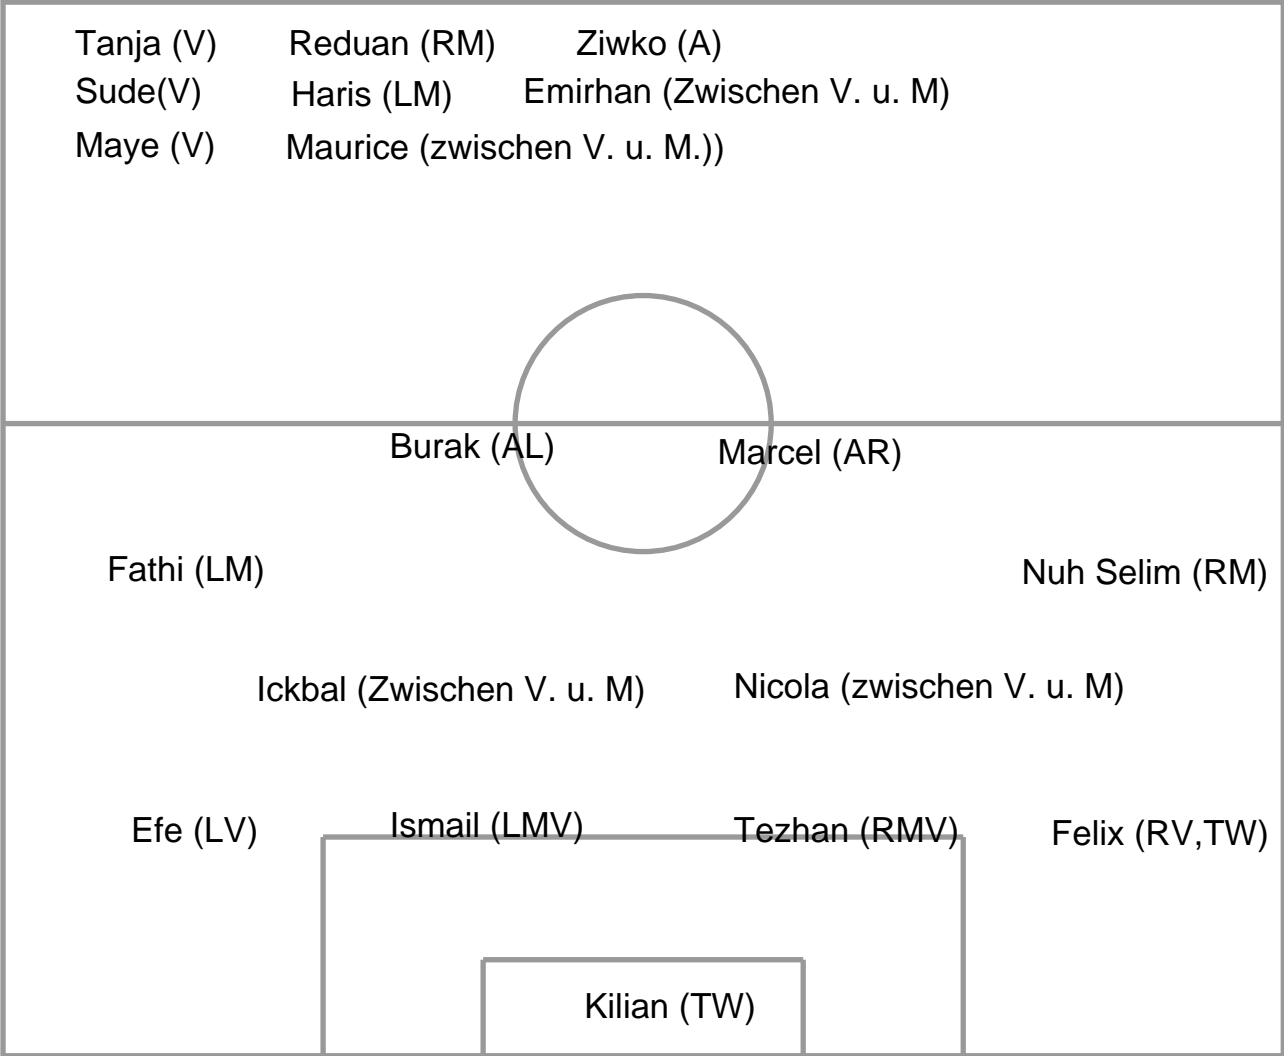 Tanja (V) Reduan (RM) Ziwko (A)
Sude(V) Haris (LM) Emirhan (Zwischen V. u. M)
Maye (V) Maurice (zwischen V. u. M.))
Burak (AL) Marcel (AR)
Fathi (LM) Nuh Selim (RM)
Ickbal (Zwischen V. u. M) Nicola (zwischen V. u. M)
Efe (LV) Ismail (LMV) Tezhan (RMV) Felix (RV,TW)
Kilian (TW)